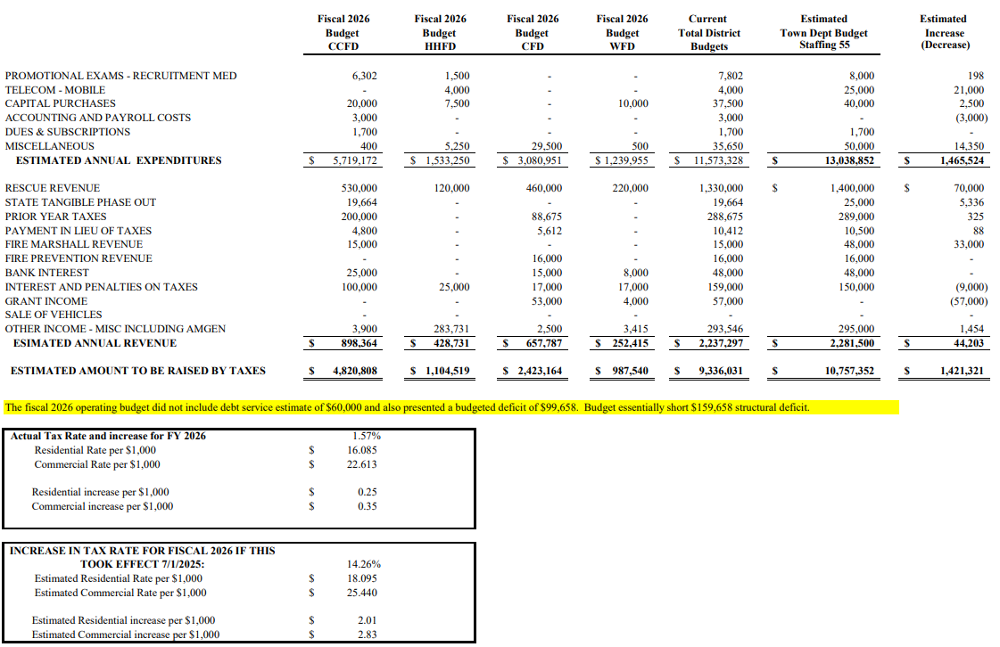 Fiscal 2026 Fiscal 2026 Fiscal 2026 Fiscal 2026 Current Estimated Estimated
Budget Budget Budget Budget Total District Town Dept Budget Increase
CCFD HHFD CFD WFD Budgets Staffing 55 (Decrease)
PROMOTIONAL EXAMS - RECRUITMENT MED 6,302 1,500 - - 7,802 8,000 198
TELECOM - MOBILE - 4,000 - - 4,000 25,000 21,000
CAPITAL PURCHASES 20,000 7,500 - 10,000 37,500 40,000 2,500
ACCOUNTING AND PAYROLL COSTS 3,000 - - - 3,000 - (3,000)
DUES & SUBSCRIPTIONS 1,700 - - - 1,700 1,700 -
MISCELLANEOUS 400 5,250 29,500 500 35,650 50,000 14,350
ESTIMATED ANNUAL EXPENDITURES $ 5,719,172 $ 1,533,250 $ 3,080,951 $ 1,239,955 $ 11,573,328 $ 13,038,852 $ 1,465,524
RESCUE REVENUE 530,000 120,000 460,000 220,000 1,330,000 $ 1,400,000 $ 70,000
STATE TANGIBLE PHASE OUT 19,664 - - - 19,664 25,000 5,336
PRIOR YEAR TAXES 200,000 - 88,675 - 288,675 289,000 325
PAYMENT IN LIEU OF TAXES 4,800 - 5,612 - 10,412 10,500 88
FIRE MARSHALL REVENUE 15,000 - - - 15,000 48,000 33,000
FIRE PREVENTION REVENUE - - 16,000 - 16,000 16,000 -
BANK INTEREST 25,000 - 15,000 8,000 48,000 48,000 -
INTEREST AND PENALTIES ON TAXES 100,000 25,000 17,000 17,000 159,000 150,000 (9,000)
GRANT INCOME - - 53,000 4,000 57,000 - (57,000)
SALE OF VEHICLES - - - - - - -
OTHER INCOME - MISC INCLUDING AMGEN 3,900 283,731 2,500 3,415 293,546 295,000 1,454
ESIMATED ANNUAL REVENUE $ 898,364 $ 428,731 $ 657,787 $ 252,415 $ 2,237,297 $ 2,281,500 $ 44,203
ESTIMATED AMOUNT TO BE RAISED BY TAXES $ 4,820,808 $ 1,104,519 $ 2,423,164 $ 987,540 $ 9,336,031 $ 10,757,352 $ 1,421,321
The fiscal 2026 operating budget did not include debt service estimate of $60,000 and also presented a budgeted deficit of $99,658. Budget essentially short $159,658 structural deficit.
Actual Tax Rate and increase for FY 2026 1.57%
Residential Rate per $1,000 $ 16.085
Commercial Rate per $1,000 $ 22.613
Residential increase per $1,000 $ 0.25
Commercial increase per $1,000 $ 0.35
INCREASE IN TAX RATE FOR FISCAL 2026 IF THIS
TOOK EFFECT 7/1/2025: 14.26%
Estimated Residential Rate per $1,000 $ 18.095
Estimated Commercial Rate per $1,000 $ 25.440
Estimated Residential increase per $1,000 $ 2.01
Estimated Commercial increase per $1,000 $ 2.83